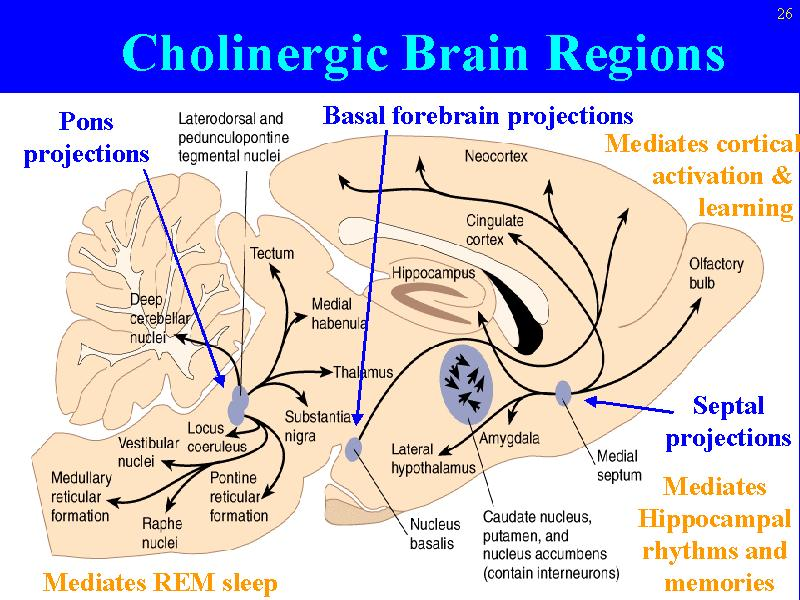 26
Cholinergic Brain Regions
Pons
projections
Laterodorsal and
pedunculopontine
tegmental nuclei
Basal forebrain projections
Mediates cortical
activation &
learning
Neocortex
Cingulate
cortex
Olfactory
bulb
Tectum
Hippocampus
Deep
cerebellar
nuclei
Medial
habenula
Thalamus
Substantia
nigra
Septal
projections
Locus
coeruleus
Vestibular
nuclei
Lateral
hypothalamus
Amygdala
Medial
septum
Medullary
reticular
formation
Pontine
reticular
formation
Raphe
nuclei
Nucleus
basalis
Caudate nucleus,
putamen, and
nucleus accumbens
(contain interneurons)
Mediates
Hippocampal
rhythms and
memories
Mediates REM sleep